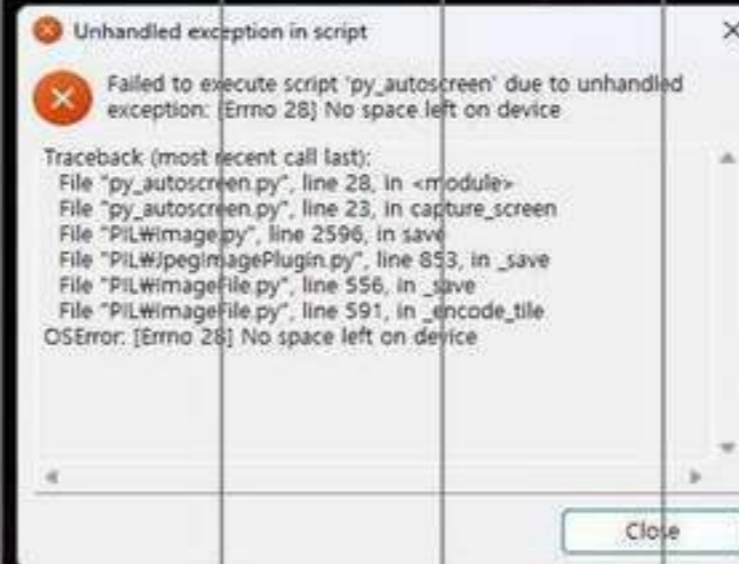 Unhandled exception in script
Failed to execute script 'py_autoscreen' due to unhandled
exception: [Errno 28] No space left on device
Traceback (most recent call last):
File "py_autoscreen.py", line 28, in <module>
File "py_autoscreen.py", line 23, in capture_screen
File "PIL₩Image.py", line 2596, in save
File "PIL₩JpegImagePlugin.py", line 853, in _save
File "PIL₩ImageFile.py", line 556, in _save
File "PIL₩ImageFile.py", line 591, in _encode_tile
OSError: [Errno 28] No space left on device
Close